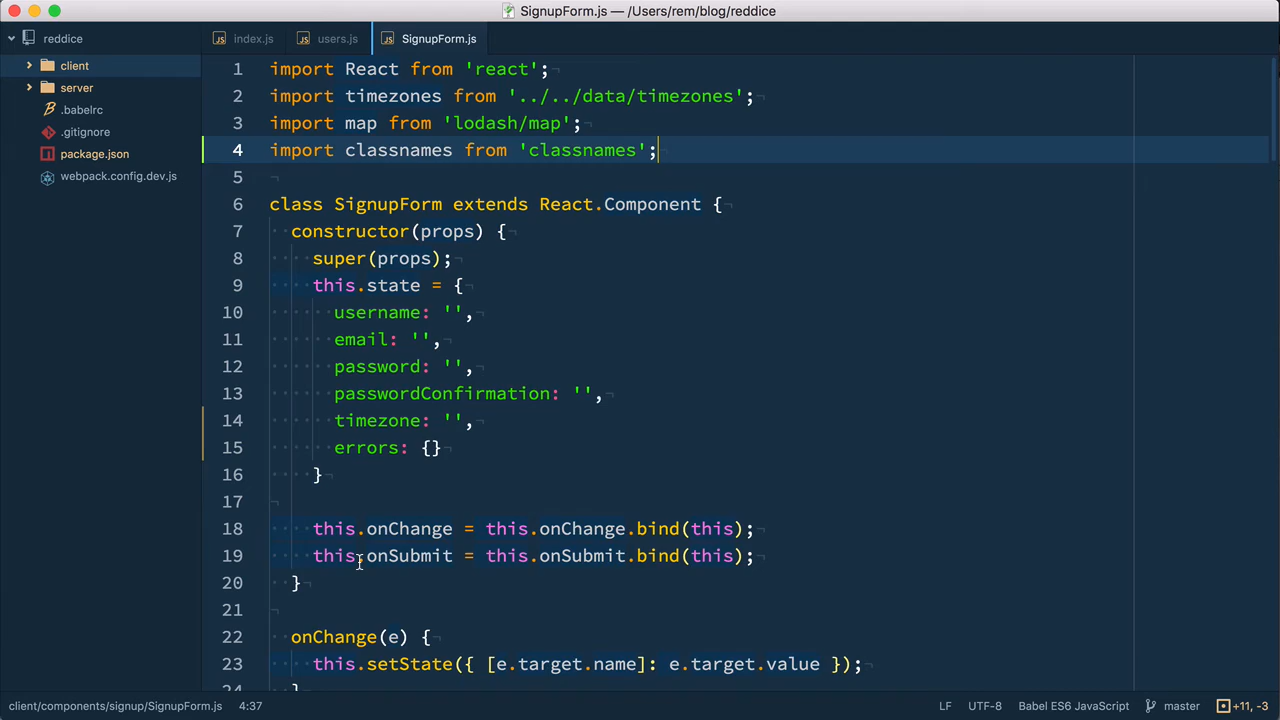 SignupForm.js — /Users/rem/blog/reddice
reddice
client
server
.babelrc
.gitignore
package.json
webpack.config.dev.js
index.js
users.js
SignupForm.js
1 import React from 'react';
2 import timezones from '../../data/timezones';
3 import map from 'lodash/map';
4 import classnames from 'classnames';
5
6 class SignupForm extends React.Component {
7 constructor(props) {
8 super(props);
9 this.state = {
10 username: '',
11 email: '',
12 password: '',
13 passwordConfirmation: '',
14 timezone: '',
15 errors: {}
16 }
17
18 this.onChange = this.onChange.bind(this);
19 this.onSubmit = this.onSubmit.bind(this);
20 }
21
22 onChange(e) {
23 this.setState({ [e.target.name]: e.target.value });
24 }
client/components/signup/SignupForm.js 4:37 LF UTF-8 Babel ES6 JavaScript master +11, -3